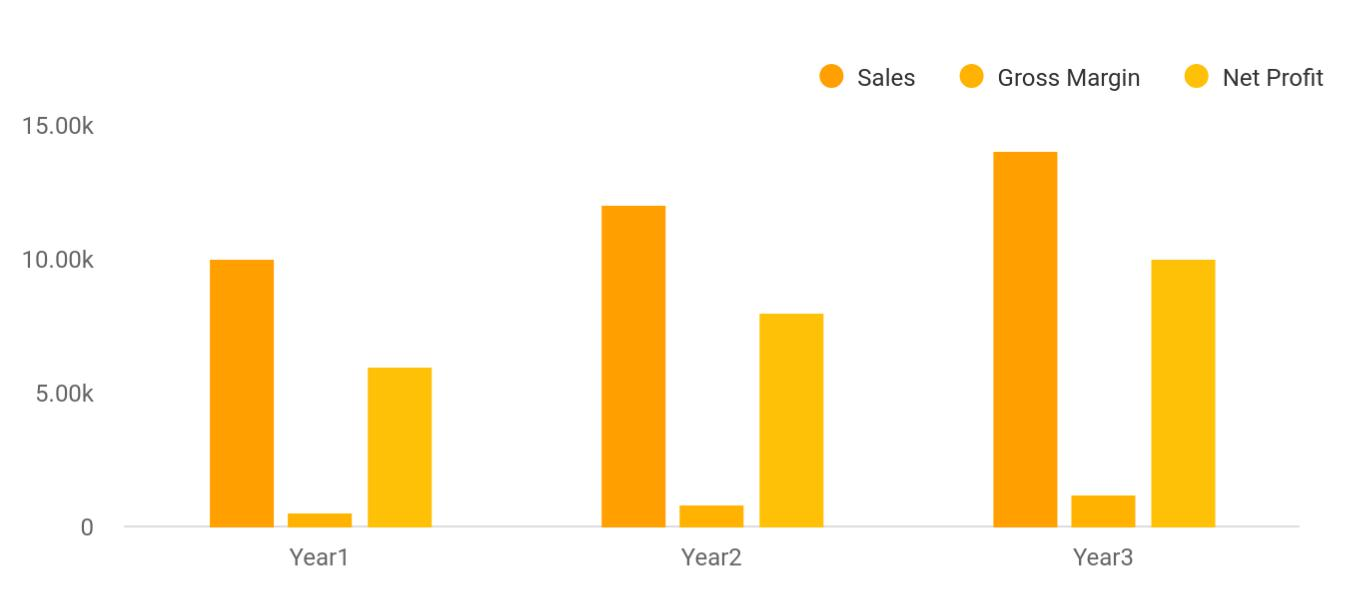 Sales Gross Margin Net Profit
15.00k
10.00k
5.00k
0
Year1 Year2 Year3